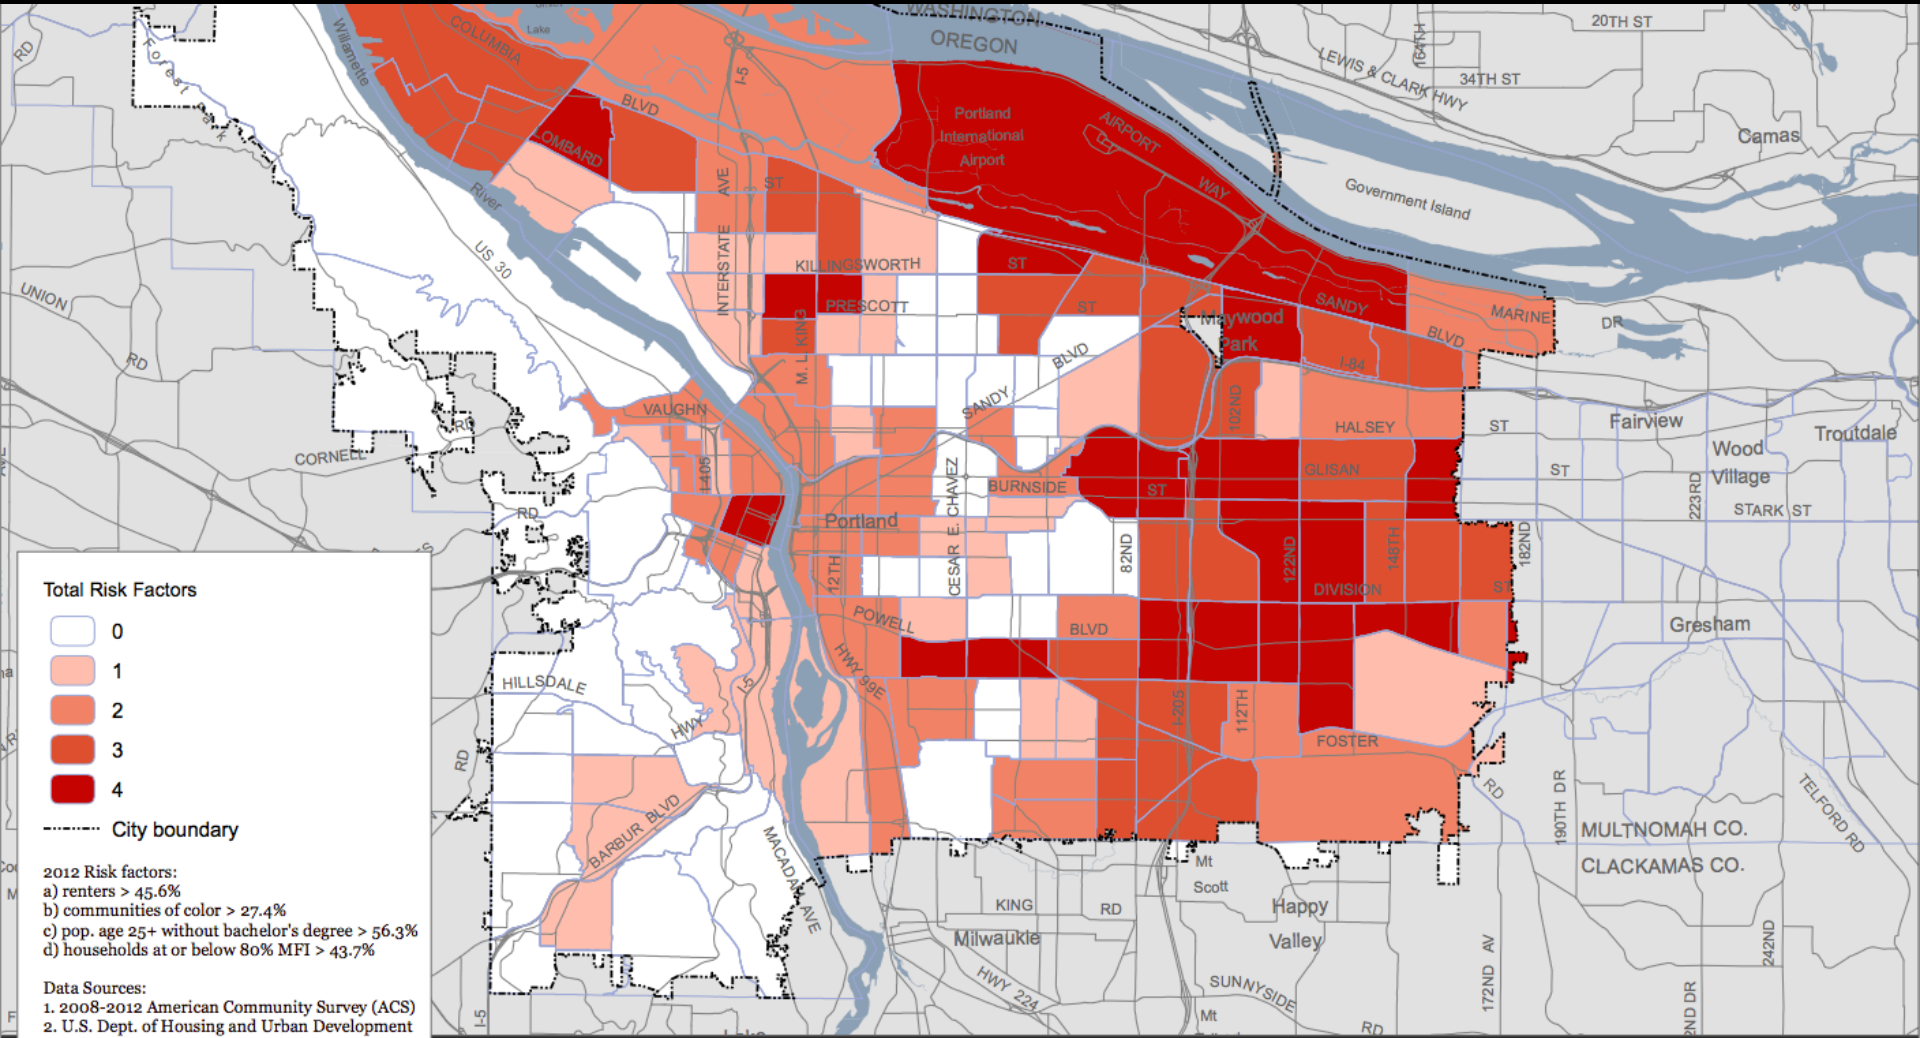 WASHINGTON
OREGON
20TH ST
164TH
LEWIS & CLARK HWY
34TH ST
RD
Forest Park
Willamette
COLUMBIA
Lake
I-5
BLVD
LOMBARD
Portland
International
Airport
AIRPORT
WAY
Camas
Government Island
River
AVE
ST
US 30
INTERSTATE
KILLINGSWORTH
ST
PRESCOTT
ST
UNION
RD
M. L. KING
Maywood
Park
SANDY
BLVD
MARINE
DR
I-84
BLVD
SANDY
VAUGHN
102ND
HALSEY
ST
Fairview
Wood
Village
Troutdale
RD
CORNELL
I-405
CESAR E. CHAVEZ
BURNSIDE
ST
GLISAN
ST
223RD
STARK ST
RD
Portland
12TH
82ND
122ND
148TH
182ND
DIVISION
ST
POWELL
BLVD
Gresham
HWY 99E
HILLSDALE
HWY
I-5
I-205
112TH
FOSTER
RD
RD
190TH DR
TELFORD RD
BARBUR BLVD
MACADAM AVE
MULTNOMAH CO.
CLACKAMAS CO.
Mt
Scott
KING
RD
Happy
Valley
Milwaukie
HWY 224
SUNNYSIDE
RD
172ND AV
242ND
ND DR
Mt
I-5
Total Risk Factors
0
1
2
3
4
City boundary
2012 Risk factors:
a) renters > 45.6%
b) communities of color > 27.4%
c) pop. age 25+ without bachelor's degree > 56.3%
d) households at or below 80% MFI > 43.7%
Data Sources:
1. 2008-2012 American Community Survey (ACS)
2. U.S. Dept. of Housing and Urban Development